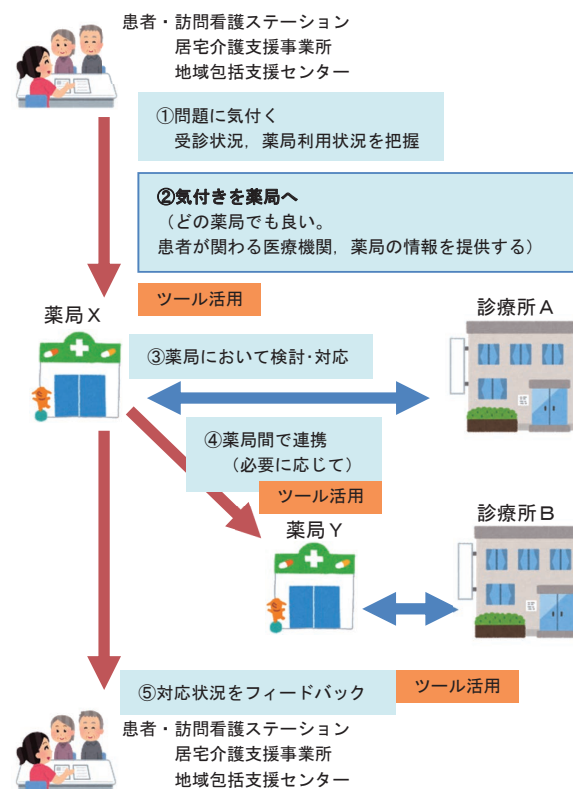 患者・訪問看護ステーション
居宅介護支援事業所
地域包括支援センター
①問題に気付く
受診状況，薬局利用状況を把握
②気付きを薬局へ
（どの薬局でも良い。
患者が関わる医療機関，薬局の情報を提供する）
ツール活用
薬局Ｘ
診療所Ａ
③薬局において検討・対応
④薬局間で連携
（必要に応じて）
ツール活用
薬局Ｙ
診療所Ｂ
⑤対応状況をフィードバック
ツール活用
患者・訪問看護ステーション
居宅介護支援事業所
地域包括支援センター